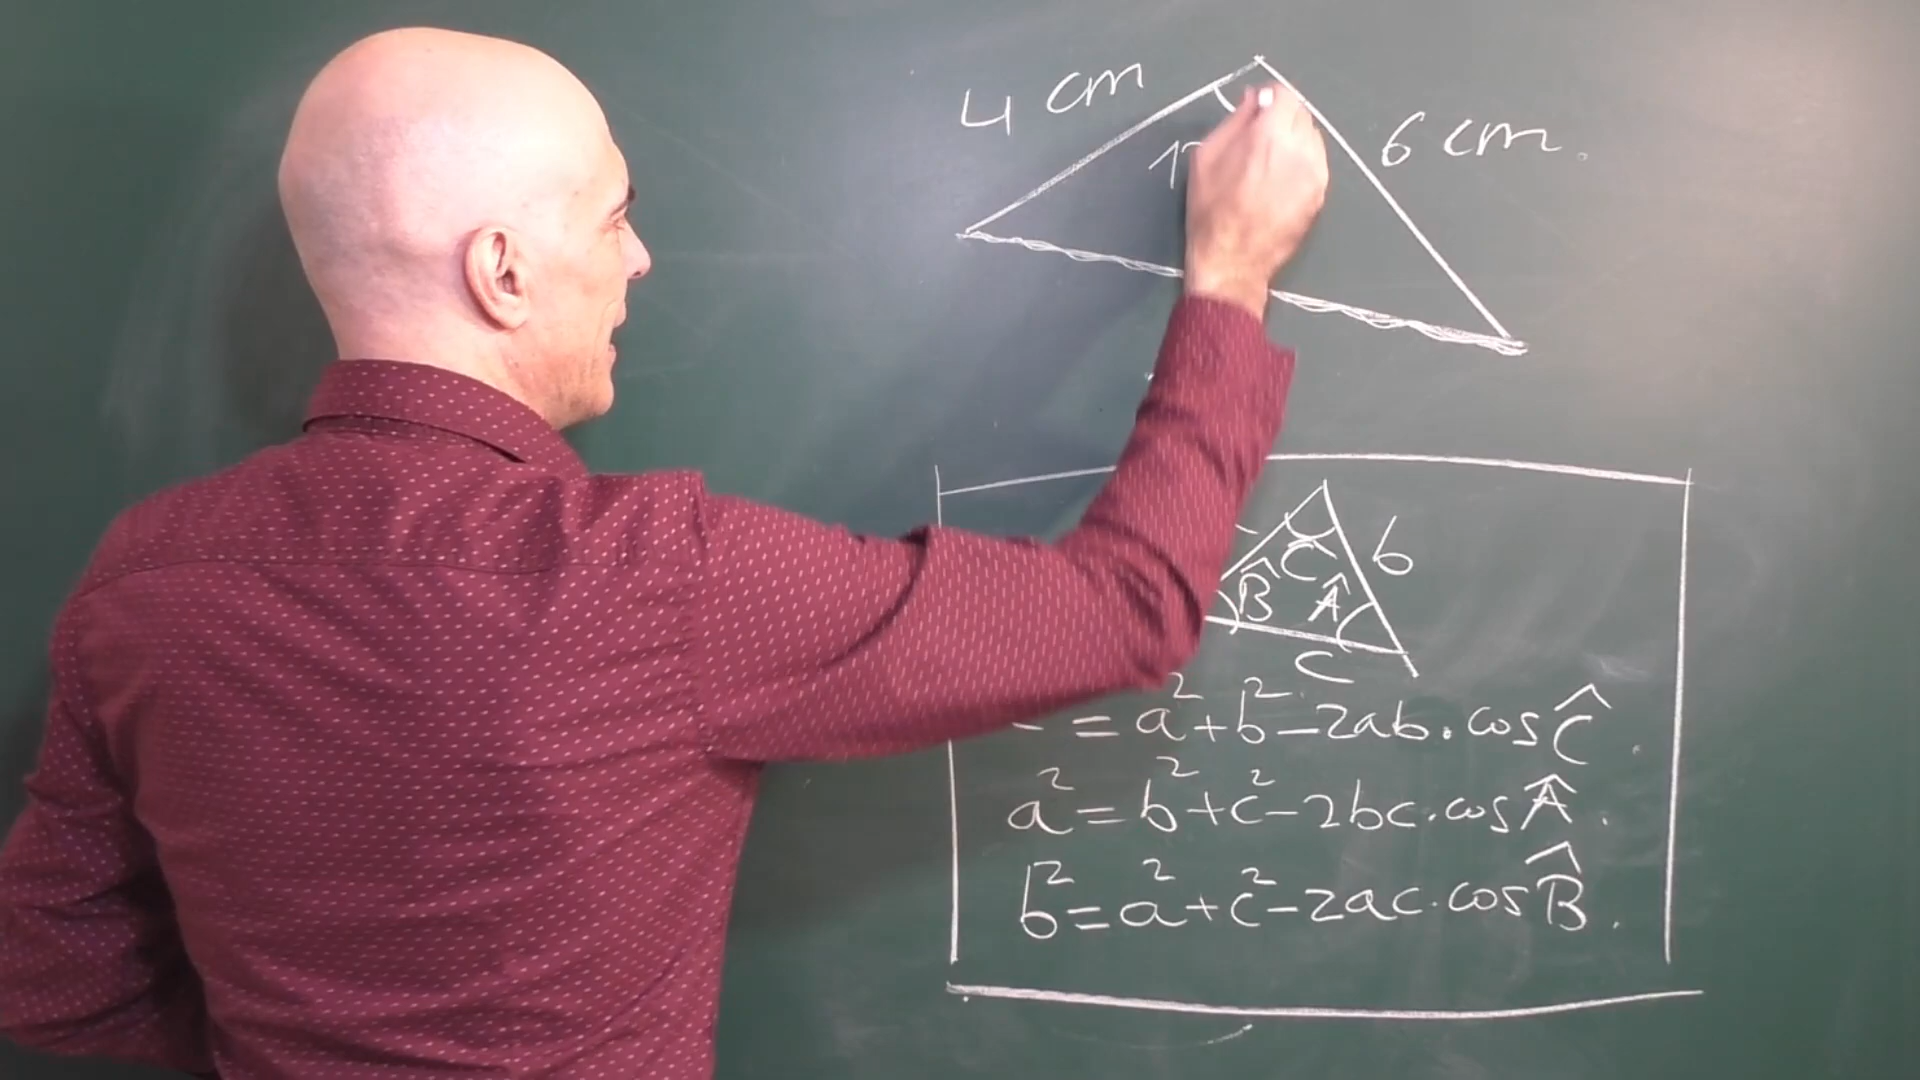 4 cm
6 cm.
b
Ĉ
B̂ Â
c
= a² + b² - 2ab . cos Ĉ .
a² = b² + c² - 2bc . cos Â .
b² = a² + c² - 2ac . cos B̂ .